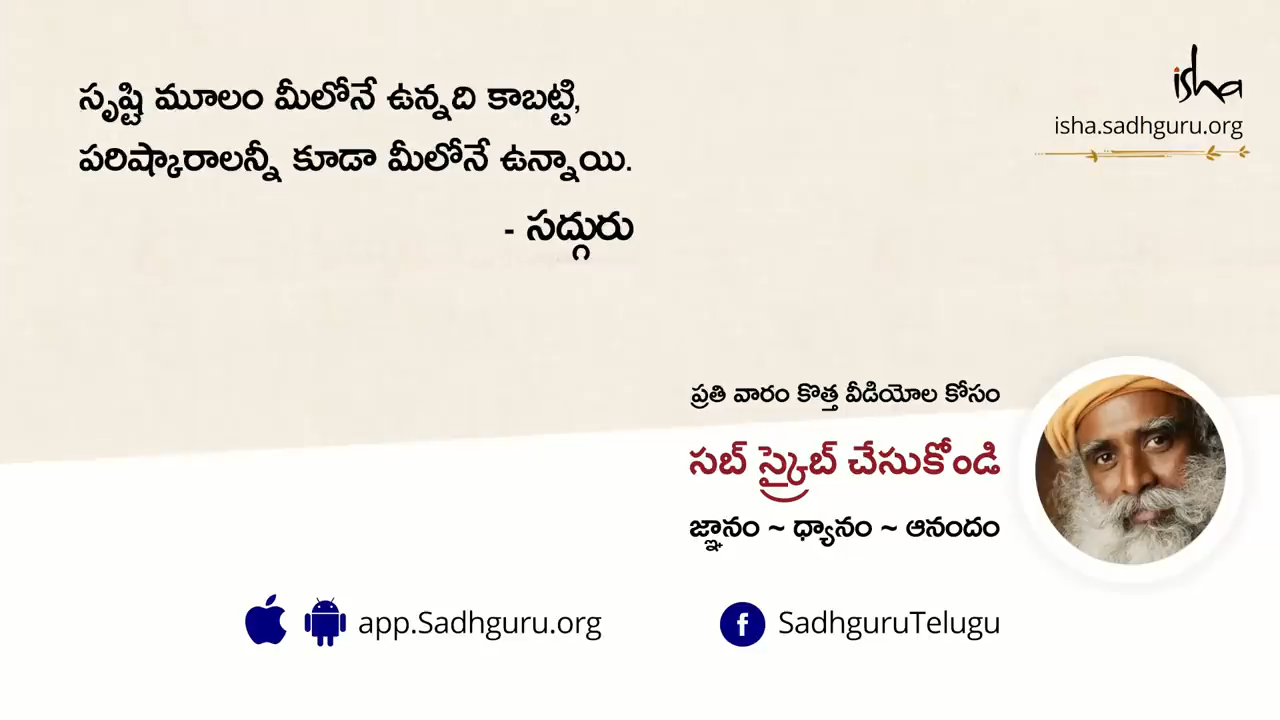 సృష్టి మూలం మీలోనే ఉన్నది కాబట్టి,
పరిష్కారాలన్నీ కూడా మీలోనే ఉన్నాయి.
- సద్గురు
isha
isha.sadhguru.org
ప్రతి వారం కొత్త వీడియోల కోసం
సబ్ స్క్రైబ్ చేసుకోండి
జ్ఞానం ~ ధ్యానం ~ ఆనందం
app.Sadhguru.org
f SadhguruTelugu